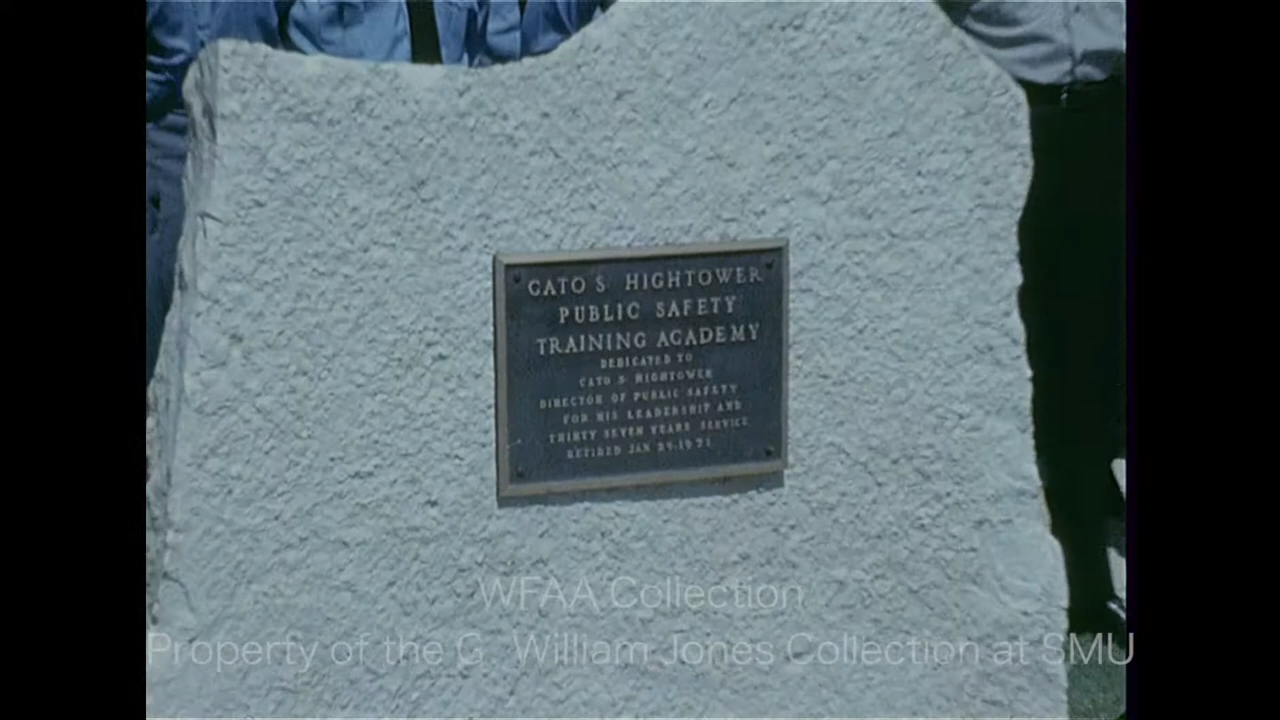 CATO S. HIGHTOWER
PUBLIC SAFETY
TRAINING ACADEMY
DEDICATED TO
CATO S. HIGHTOWER
DIRECTOR OF PUBLIC SAFETY
FOR HIS LEADERSHIP AND
THIRTY SEVEN YEARS SERVICE
RETIRED JAN 1971
WFAA Collection
Property of the G. William Jones Collection at SMU